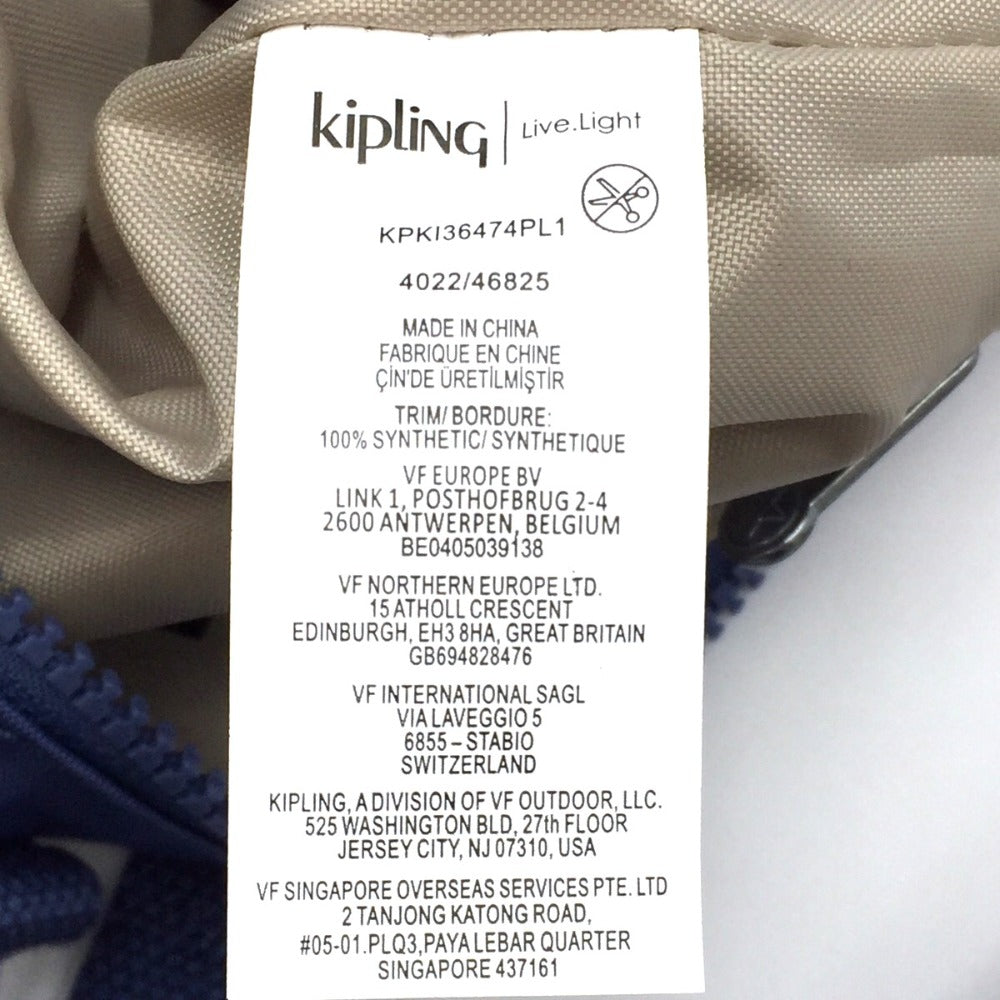 kipling | Live.Light
KPKI36474PL1
4022/46825
MADE IN CHINA
FABRIQUE EN CHINE
ÇİN'DE ÜRETİLMİŞTİR
TRIM/ BORDURE:
100% SYNTHETIC/ SYNTHETIQUE
VF EUROPE BV
LINK 1, POSTHOFBRUG 2-4
2600 ANTWERPEN, BELGIUM
BE0405039138
VF NORTHERN EUROPE LTD.
15 ATHOLL CRESCENT
EDINBURGH, EH3 8HA, GREAT BRITAIN
GB694828476
VF INTERNATIONAL SAGL
VIA LAVEGGIO 5
6855 – STABIO
SWITZERLAND
KIPLING, A DIVISION OF VF OUTDOOR, LLC.
525 WASHINGTON BLD, 27th FLOOR
JERSEY CITY, NJ 07310, USA
VF SINGAPORE OVERSEAS SERVICES PTE. LTD
2 TANJONG KATONG ROAD,
#05-01.PLQ3,PAYA LEBAR QUARTER
SINGAPORE 437161